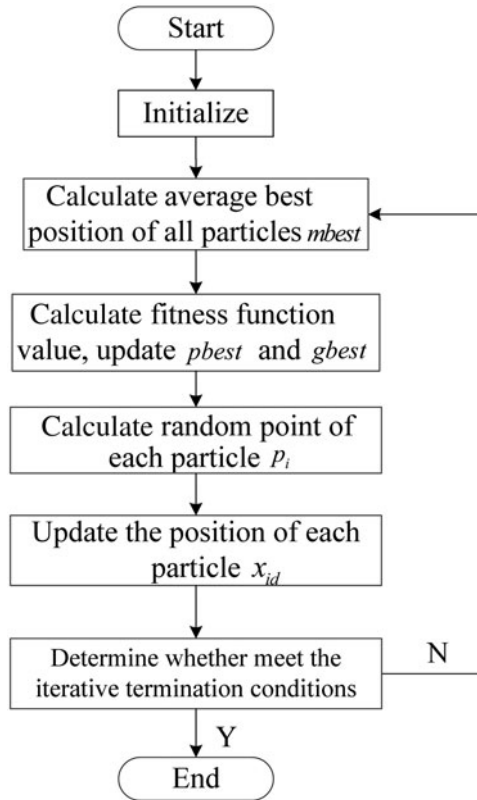 Start
Initialize
Calculate average best
position of all particles mbest
Calculate fitness function
value, update pbest and gbest
Calculate random point of
each particle p_i
Update the position of each
particle x_id
Determine whether meet the
iterative termination conditions
N
Y
End